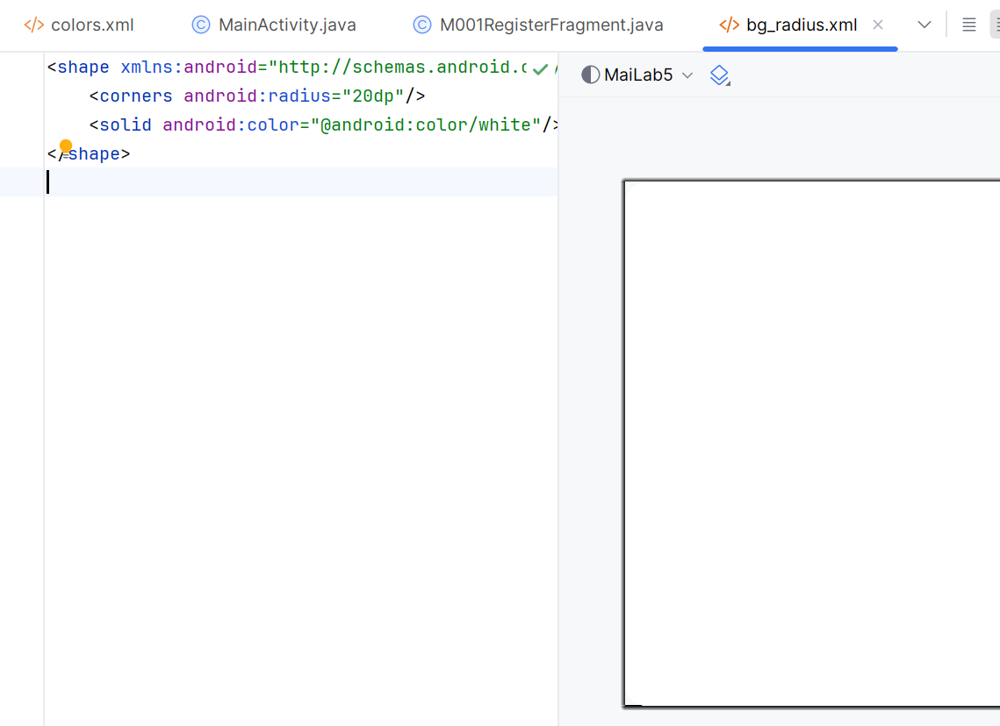 colors.xml
MainActivity.java
M001RegisterFragment.java
bg_radius.xml
<shape xmlns:android="http://schemas.android.c
<corners android:radius="20dp"/>
<solid android:color="@android:color/white"/>
</shape>
MaiLab5